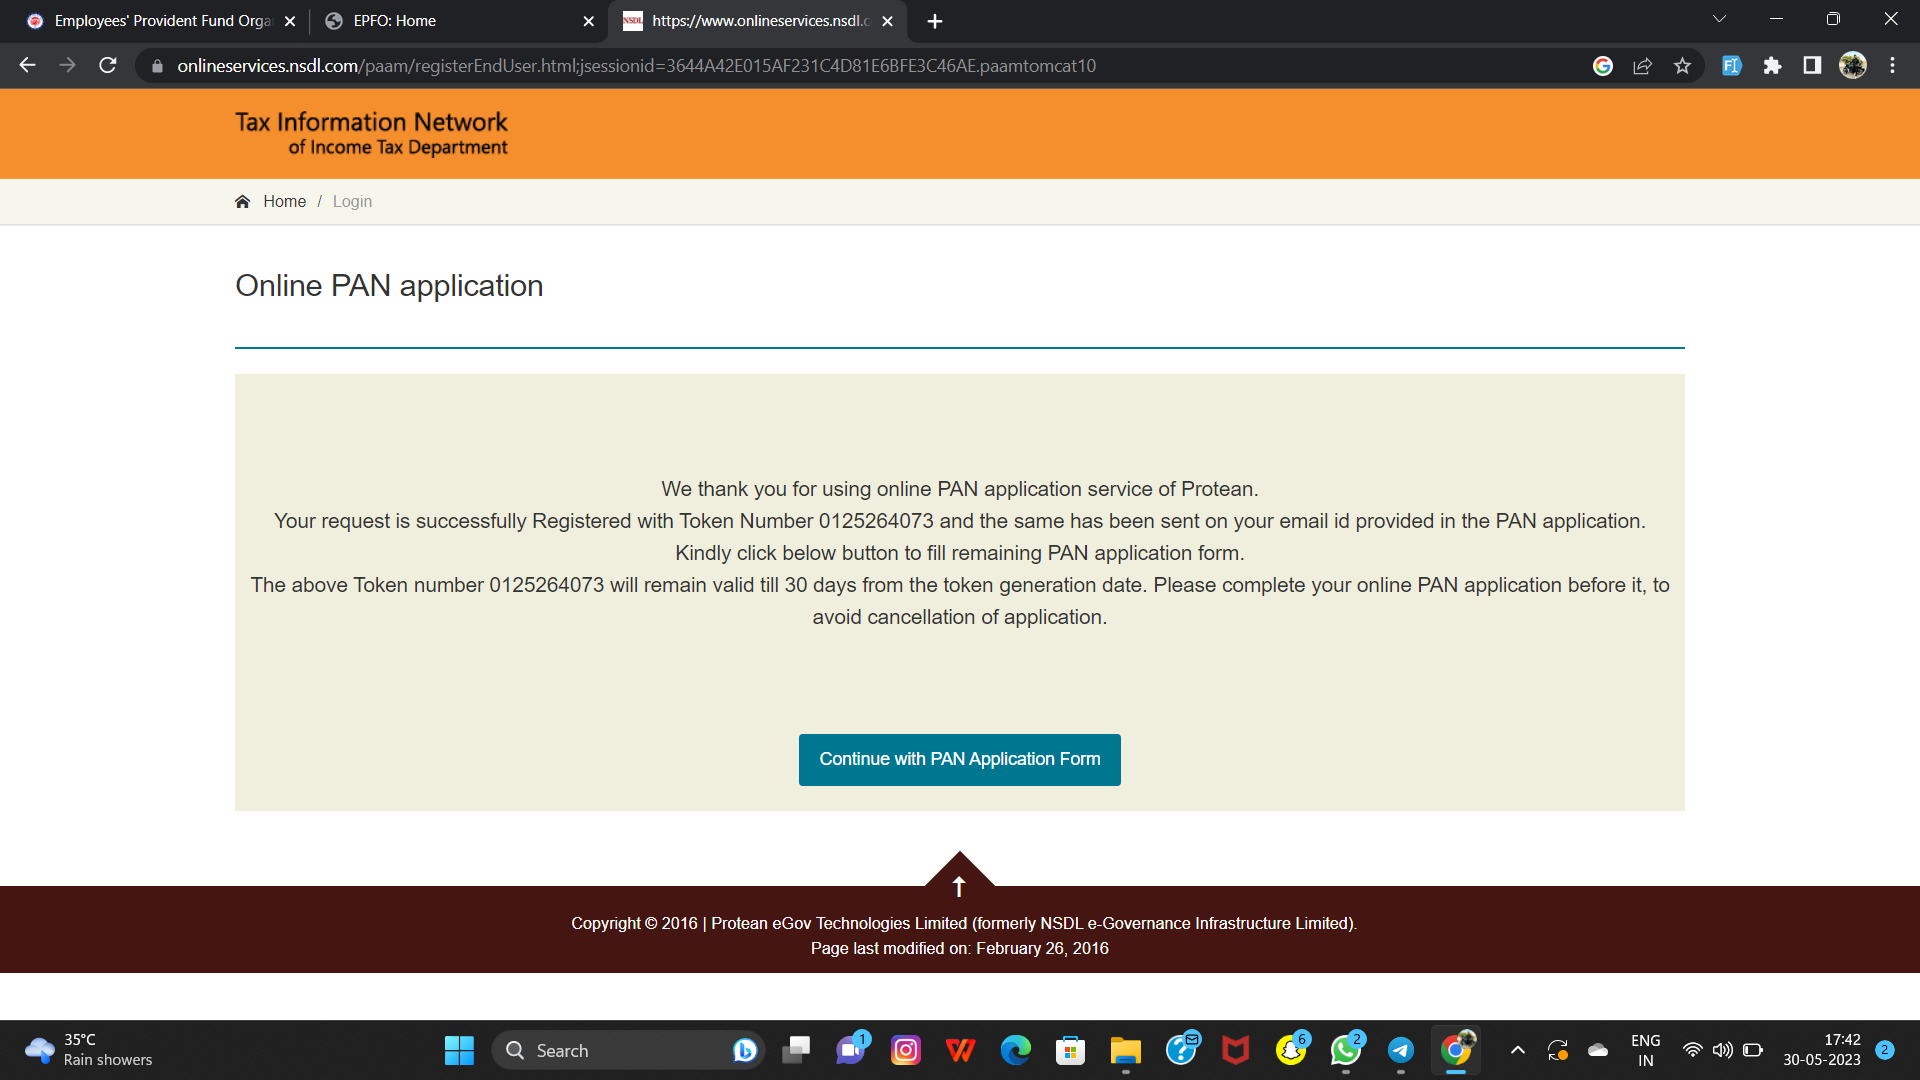 Employees' Provident Fund Orga
EPFO: Home
NSDL
https://www.onlineservices.nsdl.c
onlineservices.nsdl.com/paam/registerEndUser.html;jsessionid=3644A42E015AF231C4D81E6BFE3C46AE.paamtomcat10
Tax Information Network
of Income Tax Department
Home / Login
Online PAN application
We thank you for using online PAN application service of Protean.
Your request is successfully Registered with Token Number 0125264073 and the same has been sent on your email id provided in the PAN application.
Kindly click below button to fill remaining PAN application form.
The above Token number 0125264073 will remain valid till 30 days from the token generation date. Please complete your online PAN application before it, to
avoid cancellation of application.
Continue with PAN Application Form
Copyright © 2016 | Protean eGov Technologies Limited (formerly NSDL e-Governance Infrastructure Limited).
Page last modified on: February 26, 2016
35°C
Rain showers
Search
1
6
2
ENG
IN
17:42
30-05-2023
2